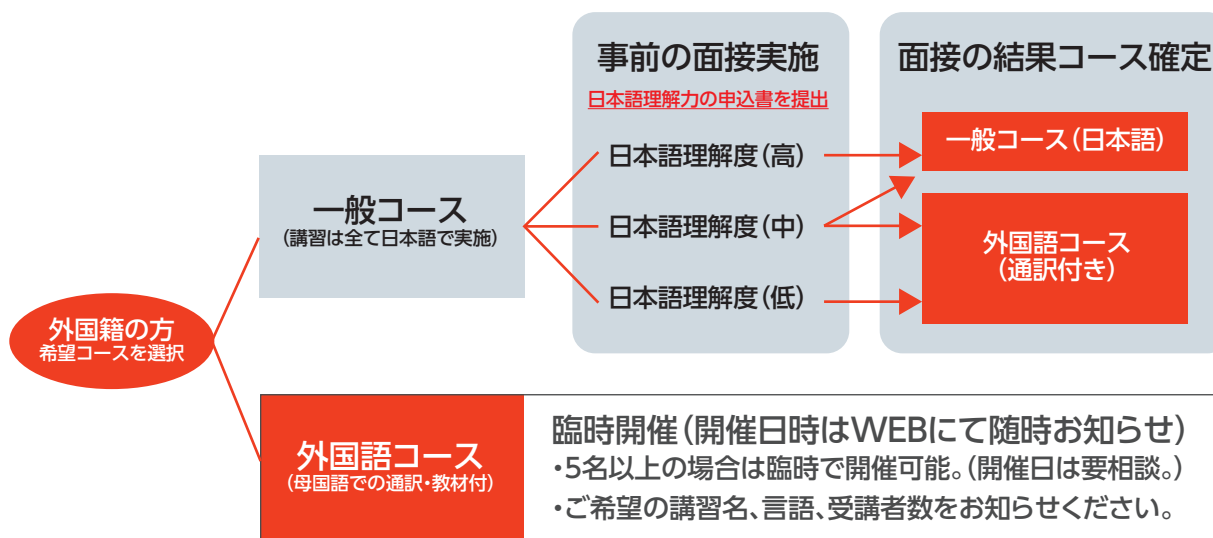 事前の面接実施
日本語理解力の申込書を提出
日本語理解度(高)
日本語理解度(中)
日本語理解度(低)
面接の結果コース確定
一般コース(日本語)
外国語コース
(通訳付き)
一般コース
(講習は全て日本語で実施)
外国籍の方
希望コースを選択
外国語コース
(母国語での通訳・教材付)
臨時開催(開催日時はWEBにて随時お知らせ)
・5名以上の場合は臨時で開催可能。(開催日は要相談。)
・ご希望の講習名、言語、受講者数をお知らせください。